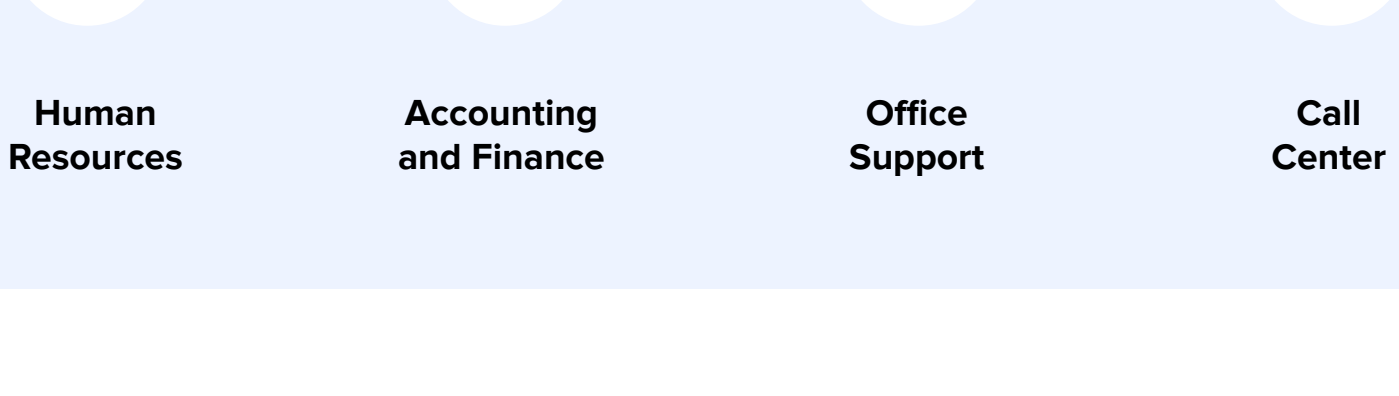 Human
Resources
Accounting
and Finance
Office
Support
Call
Center